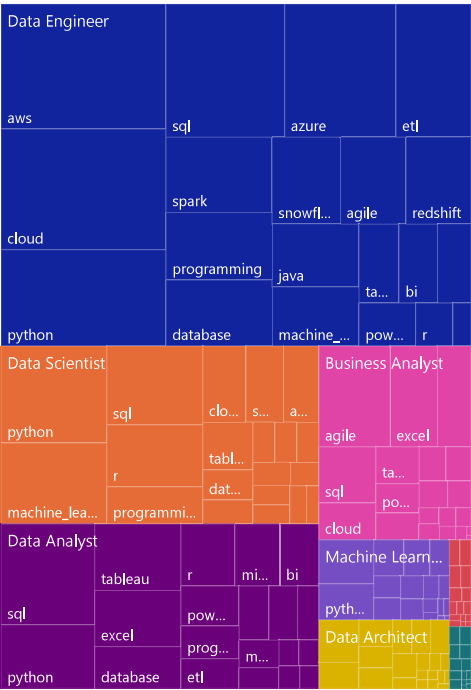 Data Engineer
aws
sql
azure
etl
cloud
spark
snowfl...
agile
redshift
programming
java
ta...
bi
python
database
machine_...
pow...
r
Data Scientist
python
sql
clo...
s...
a...
r
tabl...
machine_lea...
programmi...
dat...
Business Analyst
agile
excel
sql
ta...
po...
cloud
Data Analyst
sql
tableau
r
mi...
bi
excel
pow...
prog...
m...
python
database
etl
Machine Learn...
pyth...
Data Architect